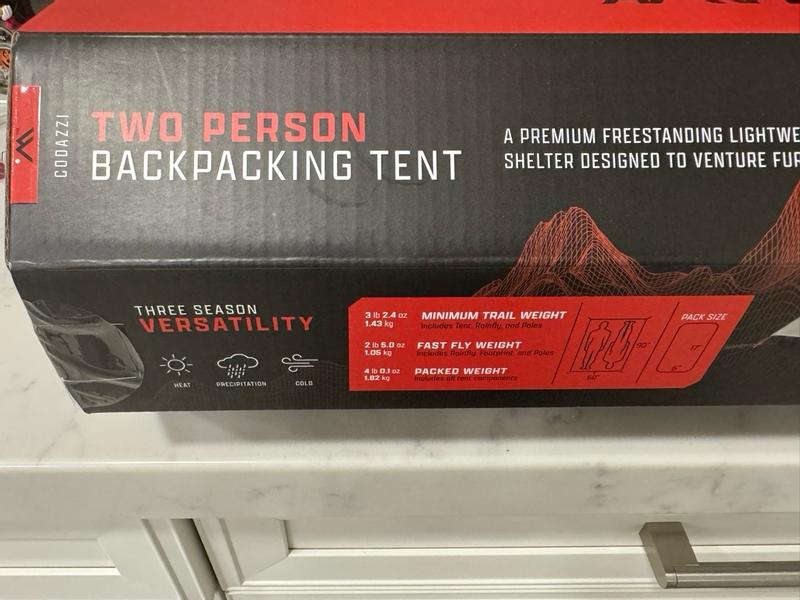 CODAZZI
TWO PERSON
BACKPACKING TENT
A PREMIUM FREESTANDING
SHELTER DESIGNED TO VENTURE
THREE SEASON
VERSATILITY
HEAT
PRECIPITATION
COLD
3 lb 2.4 oz
1.43 kg
MINIMUM TRAIL WEIGHT
Includes Tent, Rainfly, and Poles
2 lb 5.0 oz
1.05 kg
FAST FLY WEIGHT
Includes Rainfly, Footprint, and Poles
4 lb 0.1 oz
1.82 kg
PACKED WEIGHT
Includes all tent components
90"
50"
PACK SIZE
17"
6"